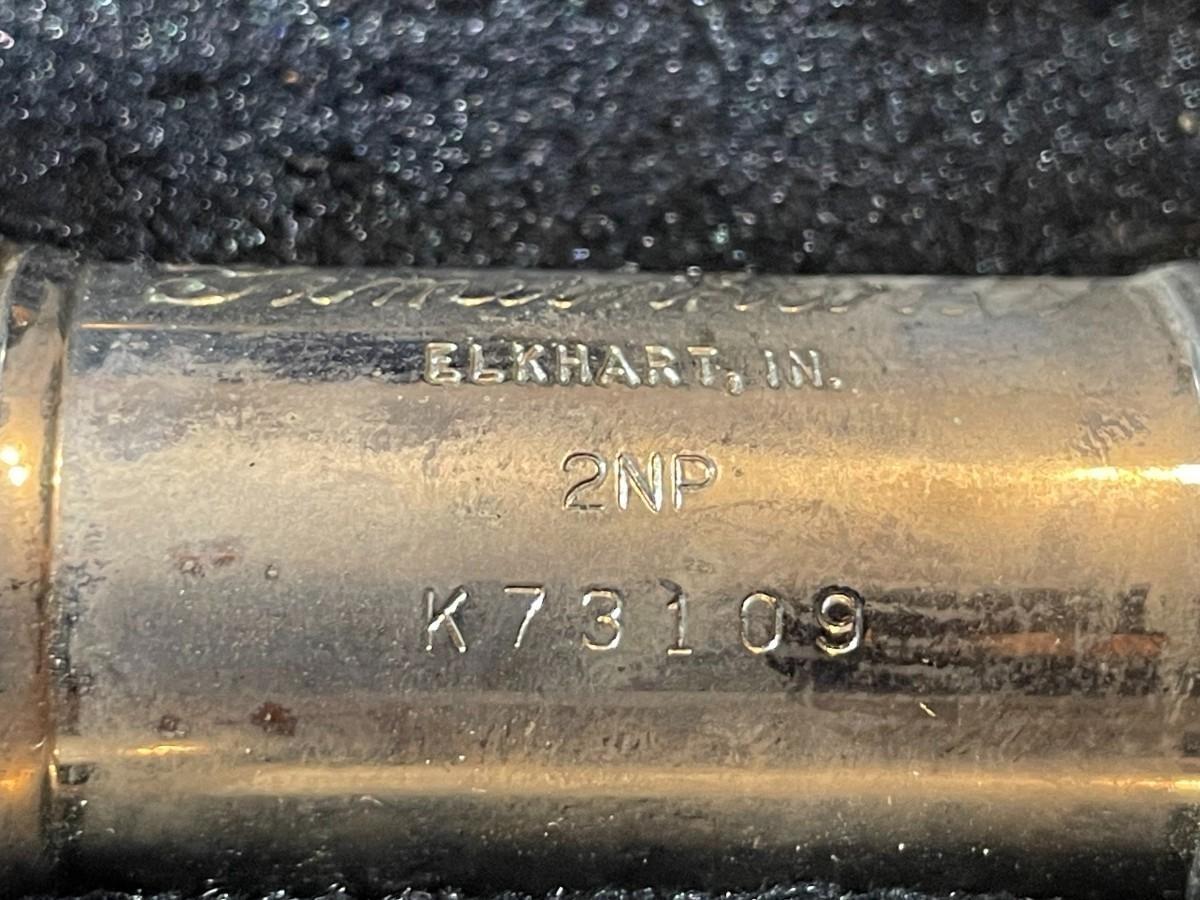 ELKHART, IN.
2NP
K73109